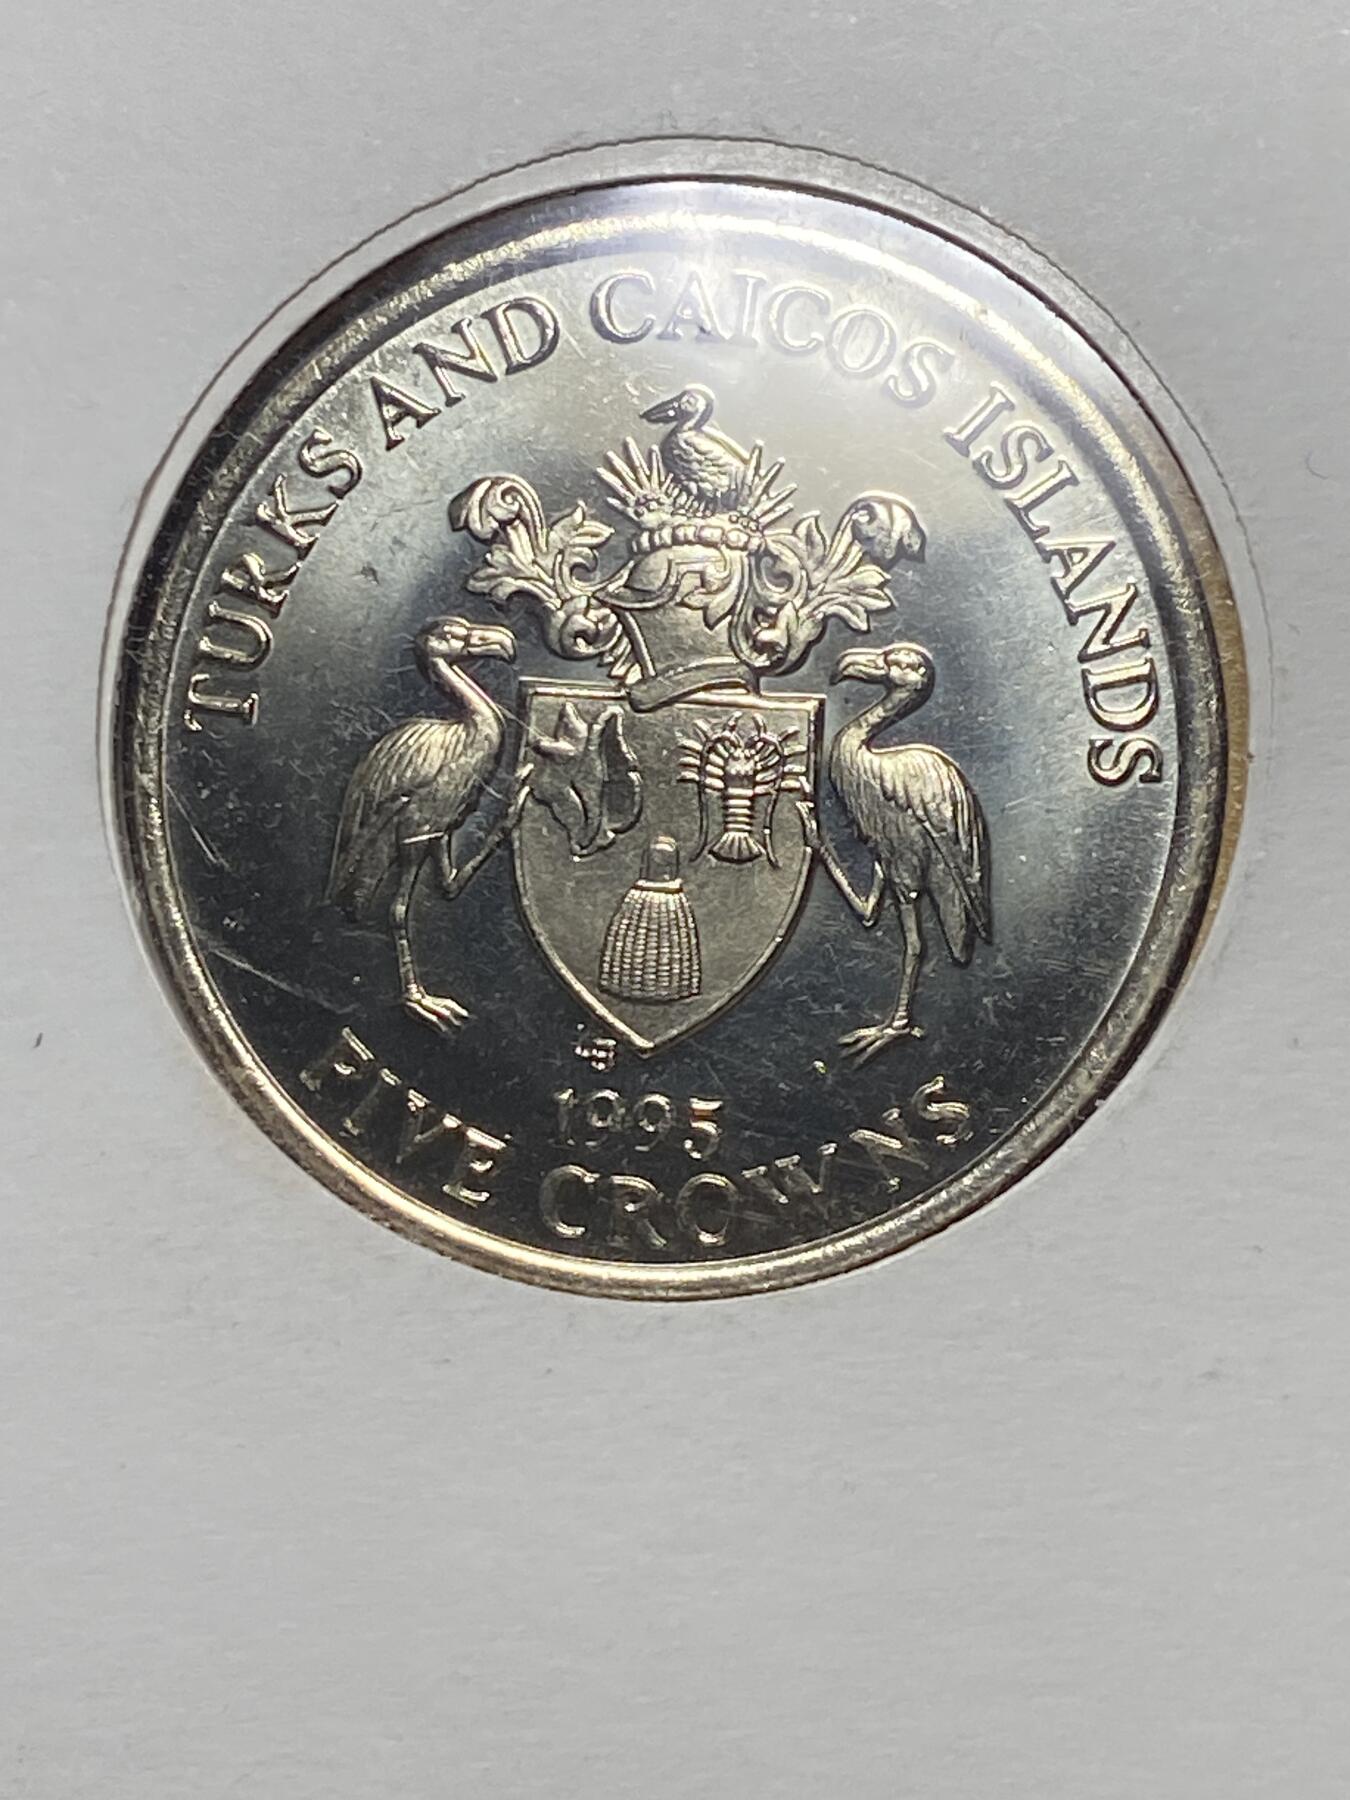 TURKS AND CAICOS ISLANDS
1995
FIVE CROWNS